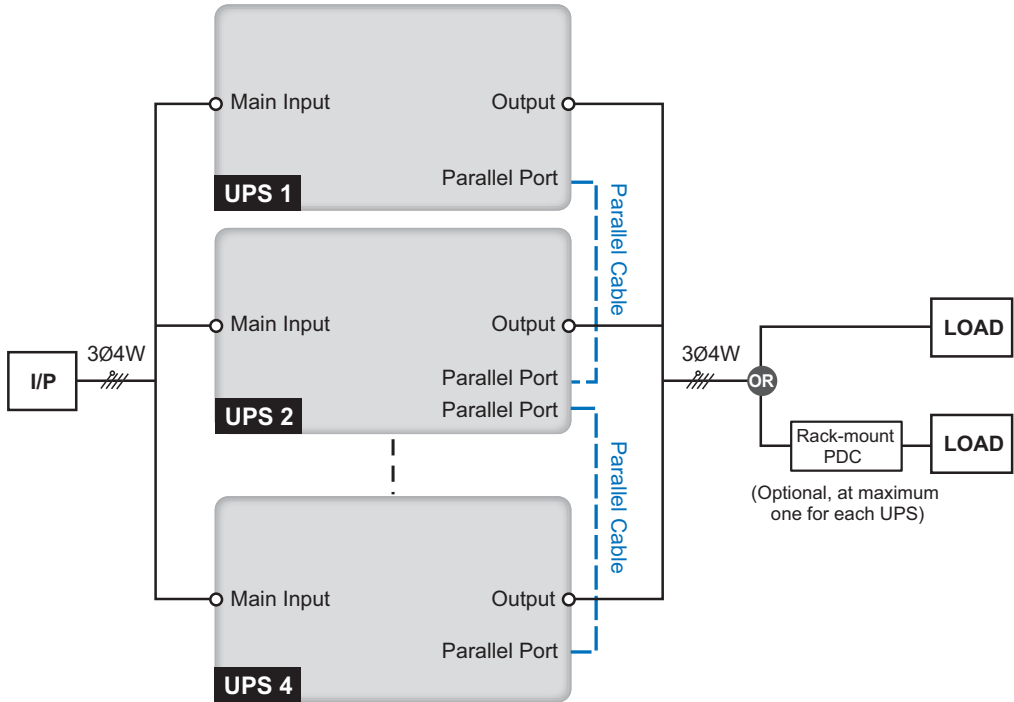 Main Input
Output
Parallel Port
UPS 1
Parallel Cable
Main Input
Output
Parallel Port
Parallel Port
UPS 2
I/P
3Ø4W
3Ø4W
OR
LOAD
Rack-mount
PDC
LOAD
(Optional, at maximum
one for each UPS)
Parallel Cable
Main Input
Output
Parallel Port
UPS 4